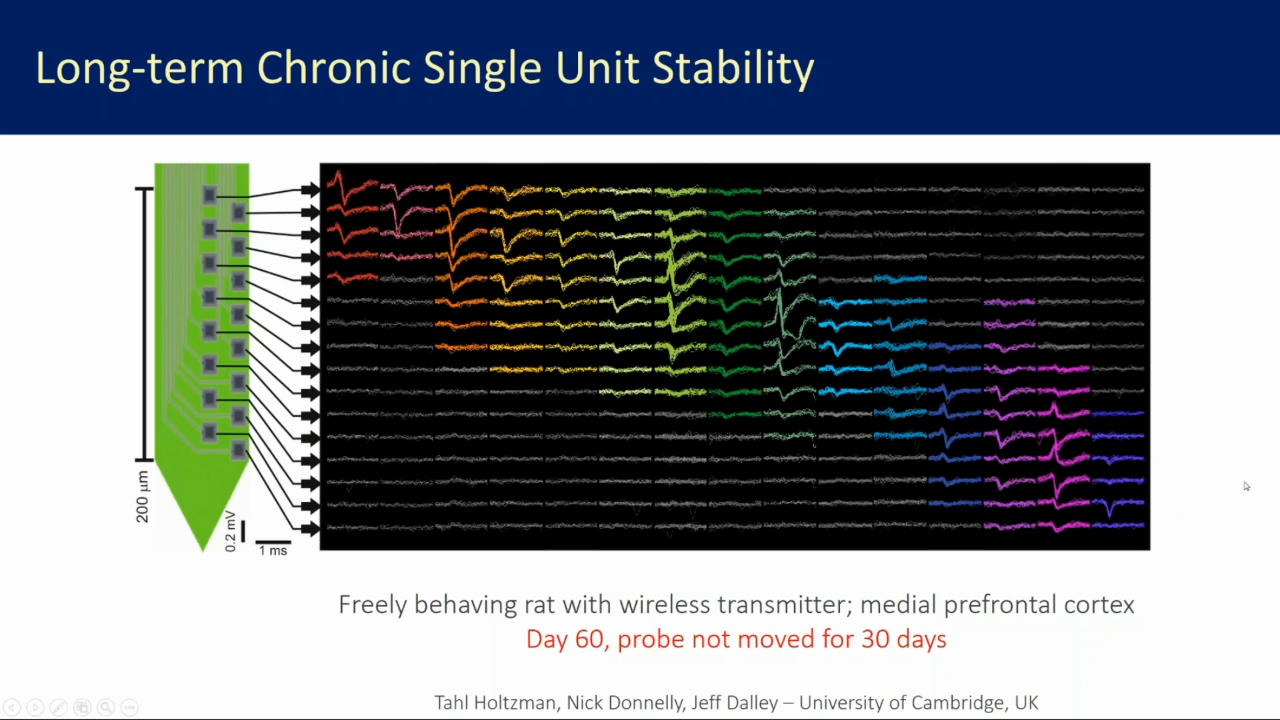 Long-term Chronic Single Unit Stability
200 µm
0.2 mV
1 ms
Freely behaving rat with wireless transmitter; medial prefrontal cortex
Day 60, probe not moved for 30 days
Tahl Holtzman, Nick Donnelly, Jeff Dalley – University of Cambridge, UK